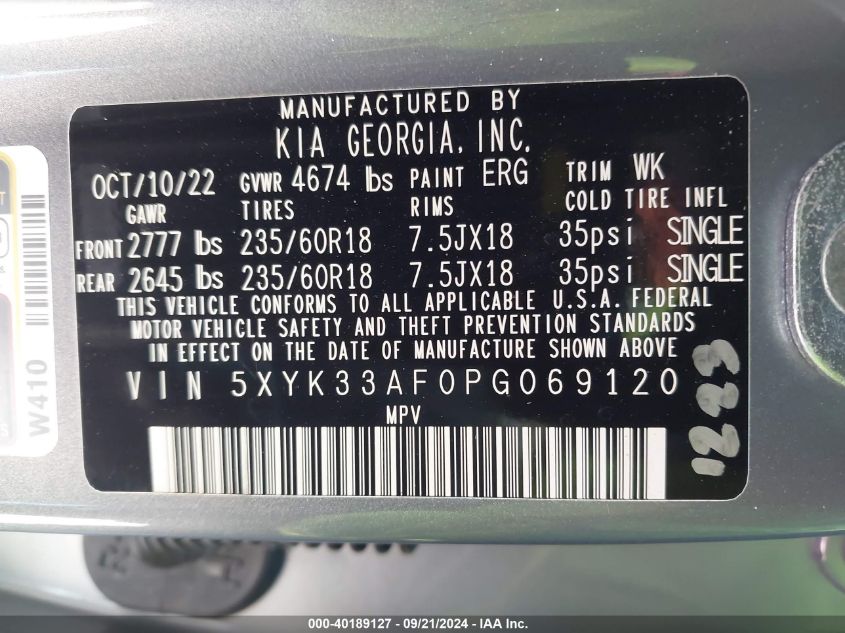 MANUFACTURED BY
KIA GEORGIA, INC.
OCT/10/22 GVWR 4674 lbs PAINT ERG TRIM WK
GAWR TIRES RIMS COLD TIRE INFL
FRONT 2777 lbs 235/60R18 7.5JX18 35psi SINGLE
REAR 2645 lbs 235/60R18 7.5JX18 35psi SINGLE
THIS VEHICLE CONFORMS TO ALL APPLICABLE U.S.A. FEDERAL
MOTOR VEHICLE SAFETY AND THEFT PREVENTION STANDARDS
IN EFFECT ON THE DATE OF MANUFACTURE SHOWN ABOVE.
VIN 5XYK33AF0PG069120
MPV
1223
W410
000-40189127 - 09/21/2024 - IAA Inc.